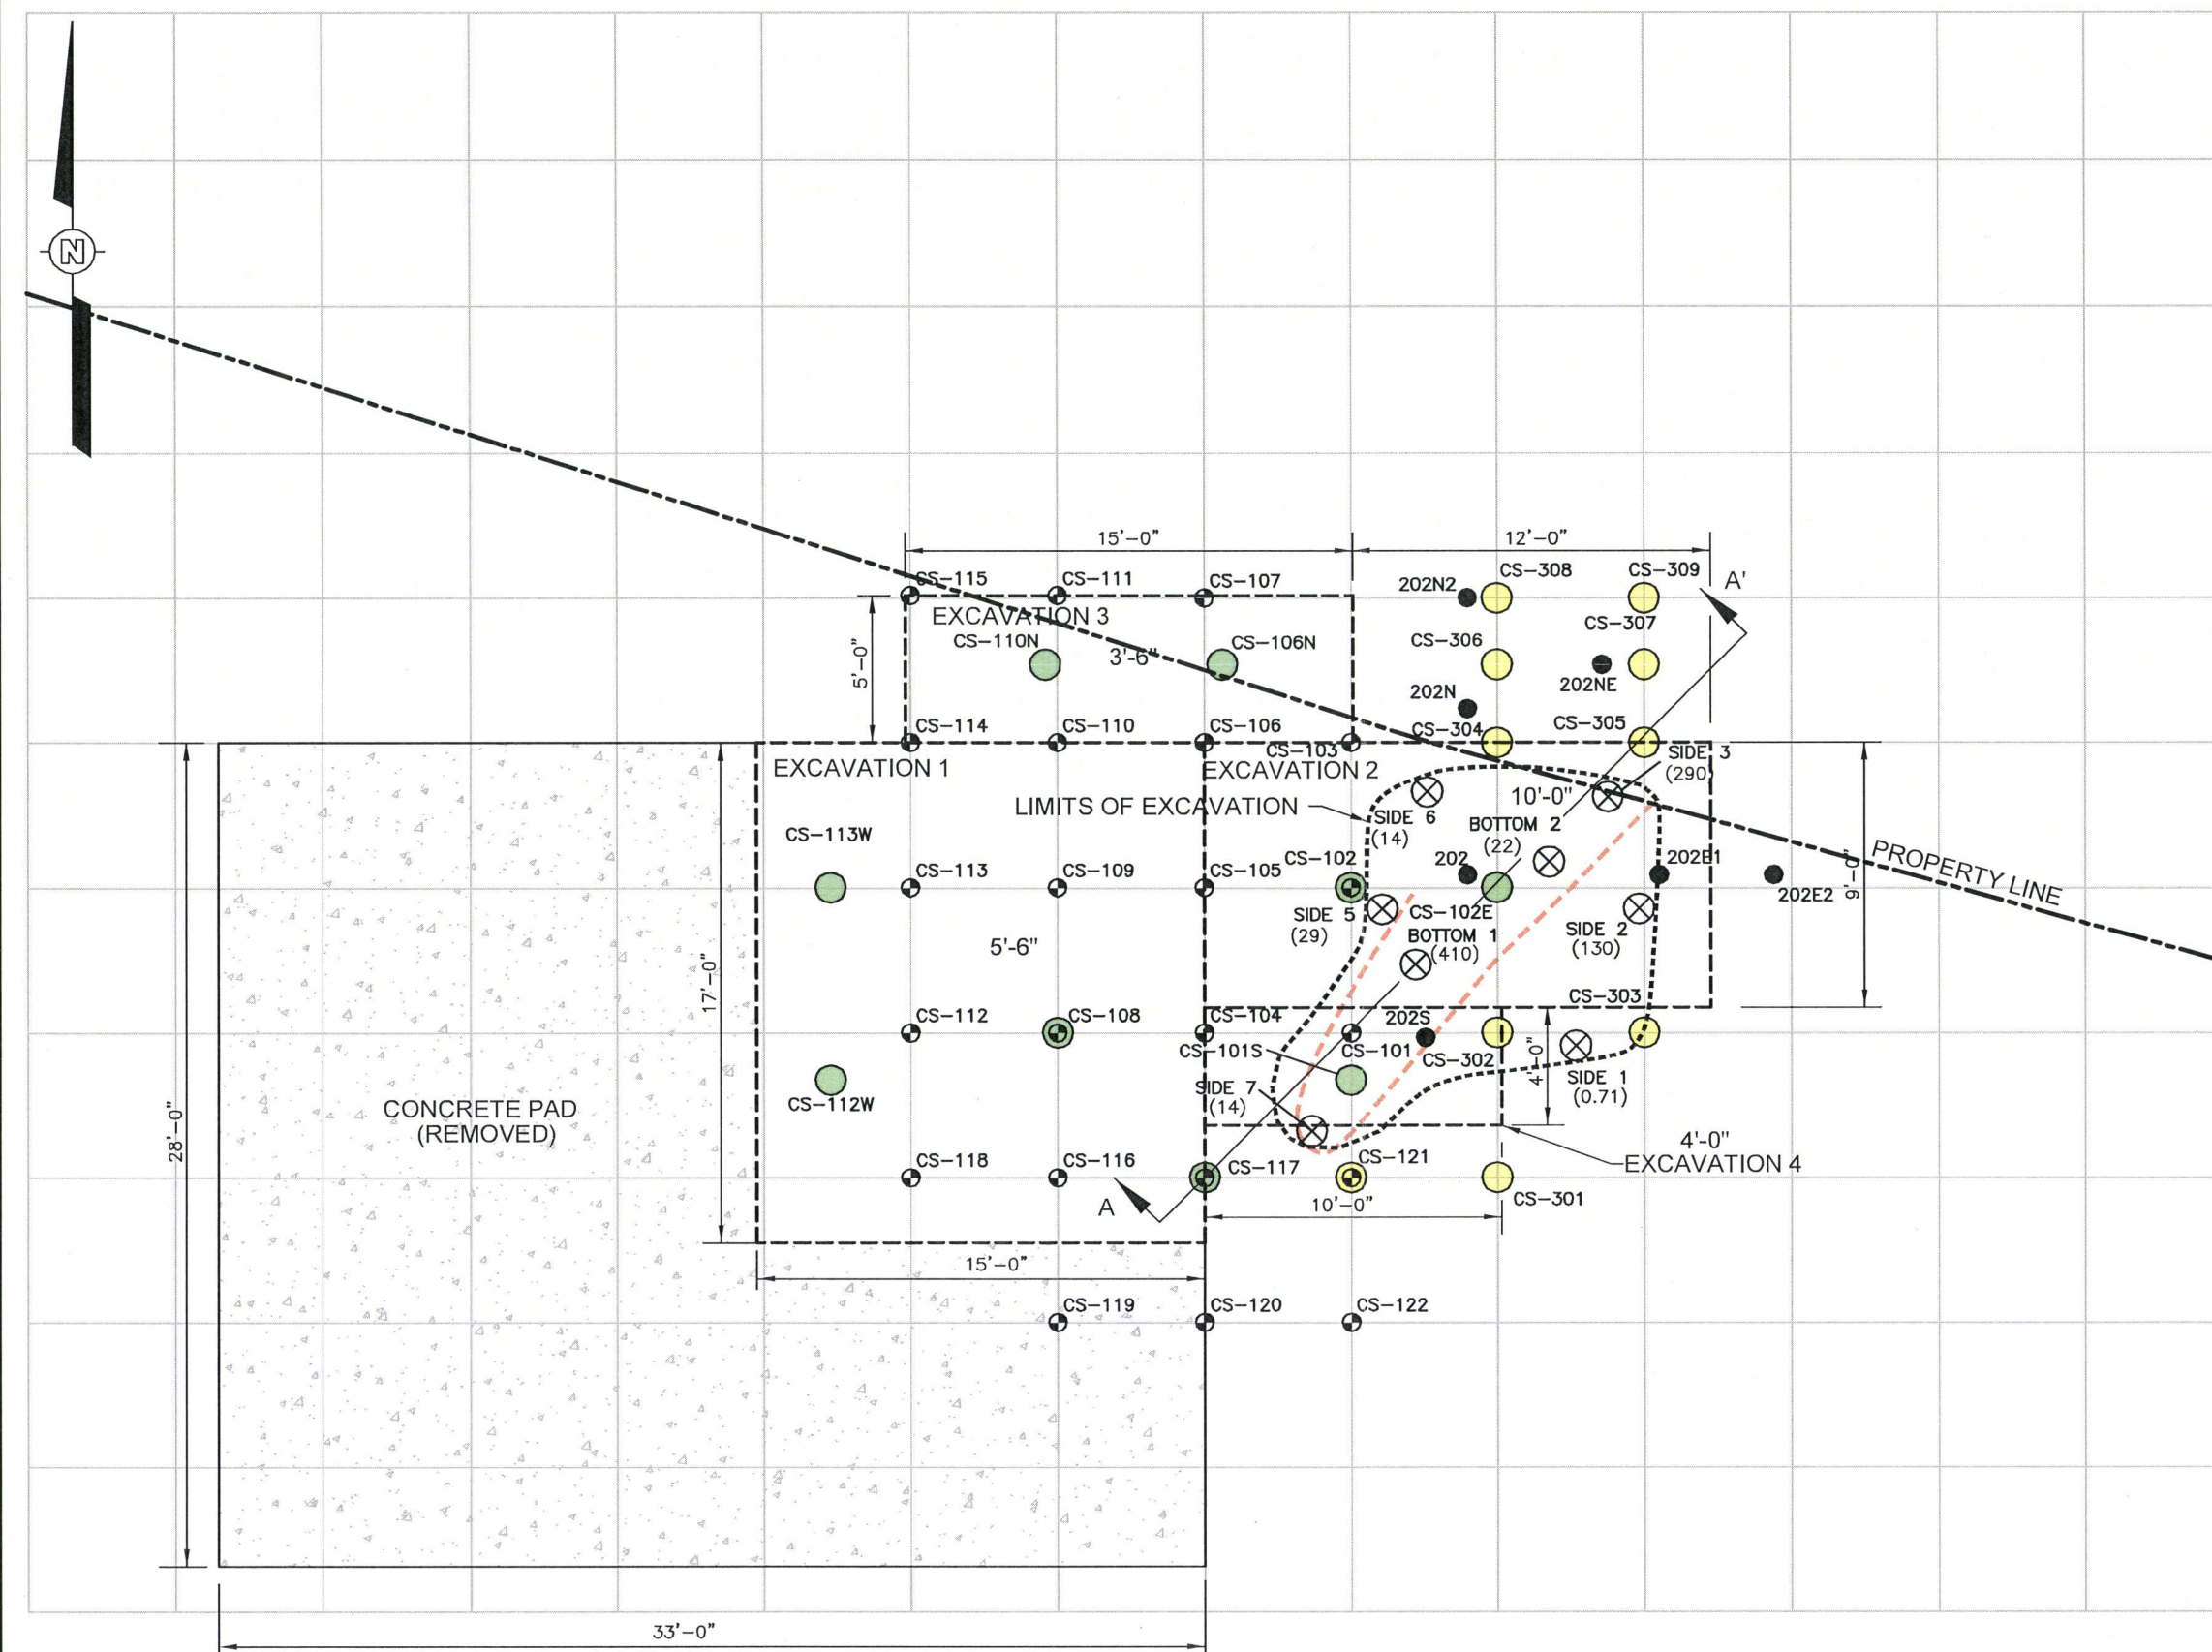 N
15'-0"
12'-0"
CS-115
CS-111
CS-107
CS-308
CS-309
A'
202N2
EXCAVATION 3
CS-307
CS-110N
3'-6"
CS-106N
CS-306
5'-0"
202NE
202N
CS-114
CS-110
CS-106
CS-103
CS-304
CS-305
SIDE 3
(290)
EXCAVATION 1
EXCAVATION 2
LIMITS OF EXCAVATION
10'-0"
SIDE 6
(14)
BOTTOM 2
(22)
CS-113W
CS-113
CS-109
CS-105
CS-102
202
202E1
202E2
PROPERTY LINE
9'-0"
SIDE 5
(29)
CS-102E
BOTTOM 1
(410)
SIDE 2
(130)
5'-6"
17'-0"
CS-303
CS-112
CS-108
CS-104
202S
CS-101S
CS-101
CS-302
4'-0"
SIDE 7
(14)
SIDE 1
(0.71)
CS-112W
CONCRETE PAD
(REMOVED)
28'-0"
4'-0"
EXCAVATION 4
CS-118
CS-116
CS-117
CS-121
CS-301
A
10'-0"
15'-0"
CS-119
CS-120
CS-122
33'-0"